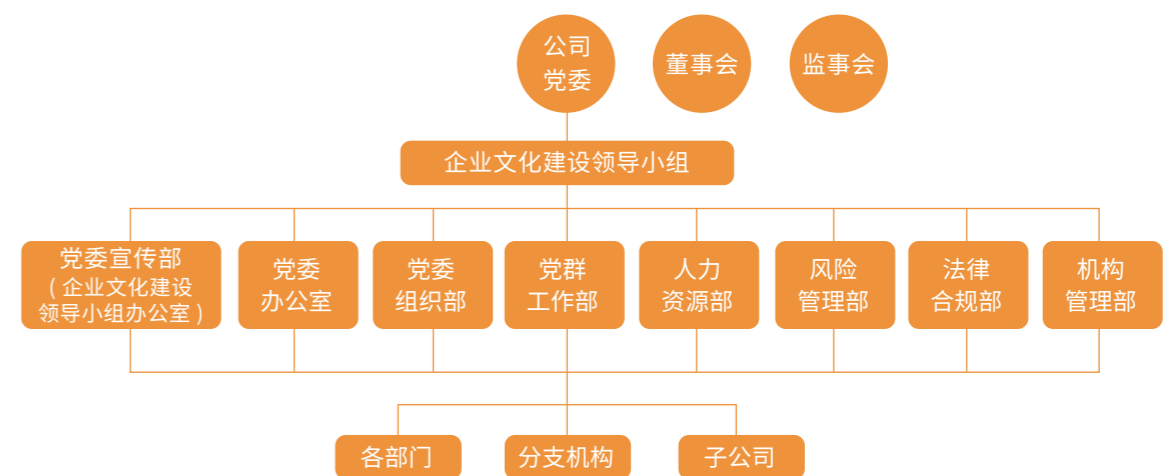 公司
党委
董事会
监事会
企业文化建设领导小组
党委宣传部
(企业文化建设
领导小组办公室)
党委
办公室
党委
组织部
党群
工作部
人力
资源部
风险
管理部
法律
合规部
机构
管理部
各部门
分支机构
子公司